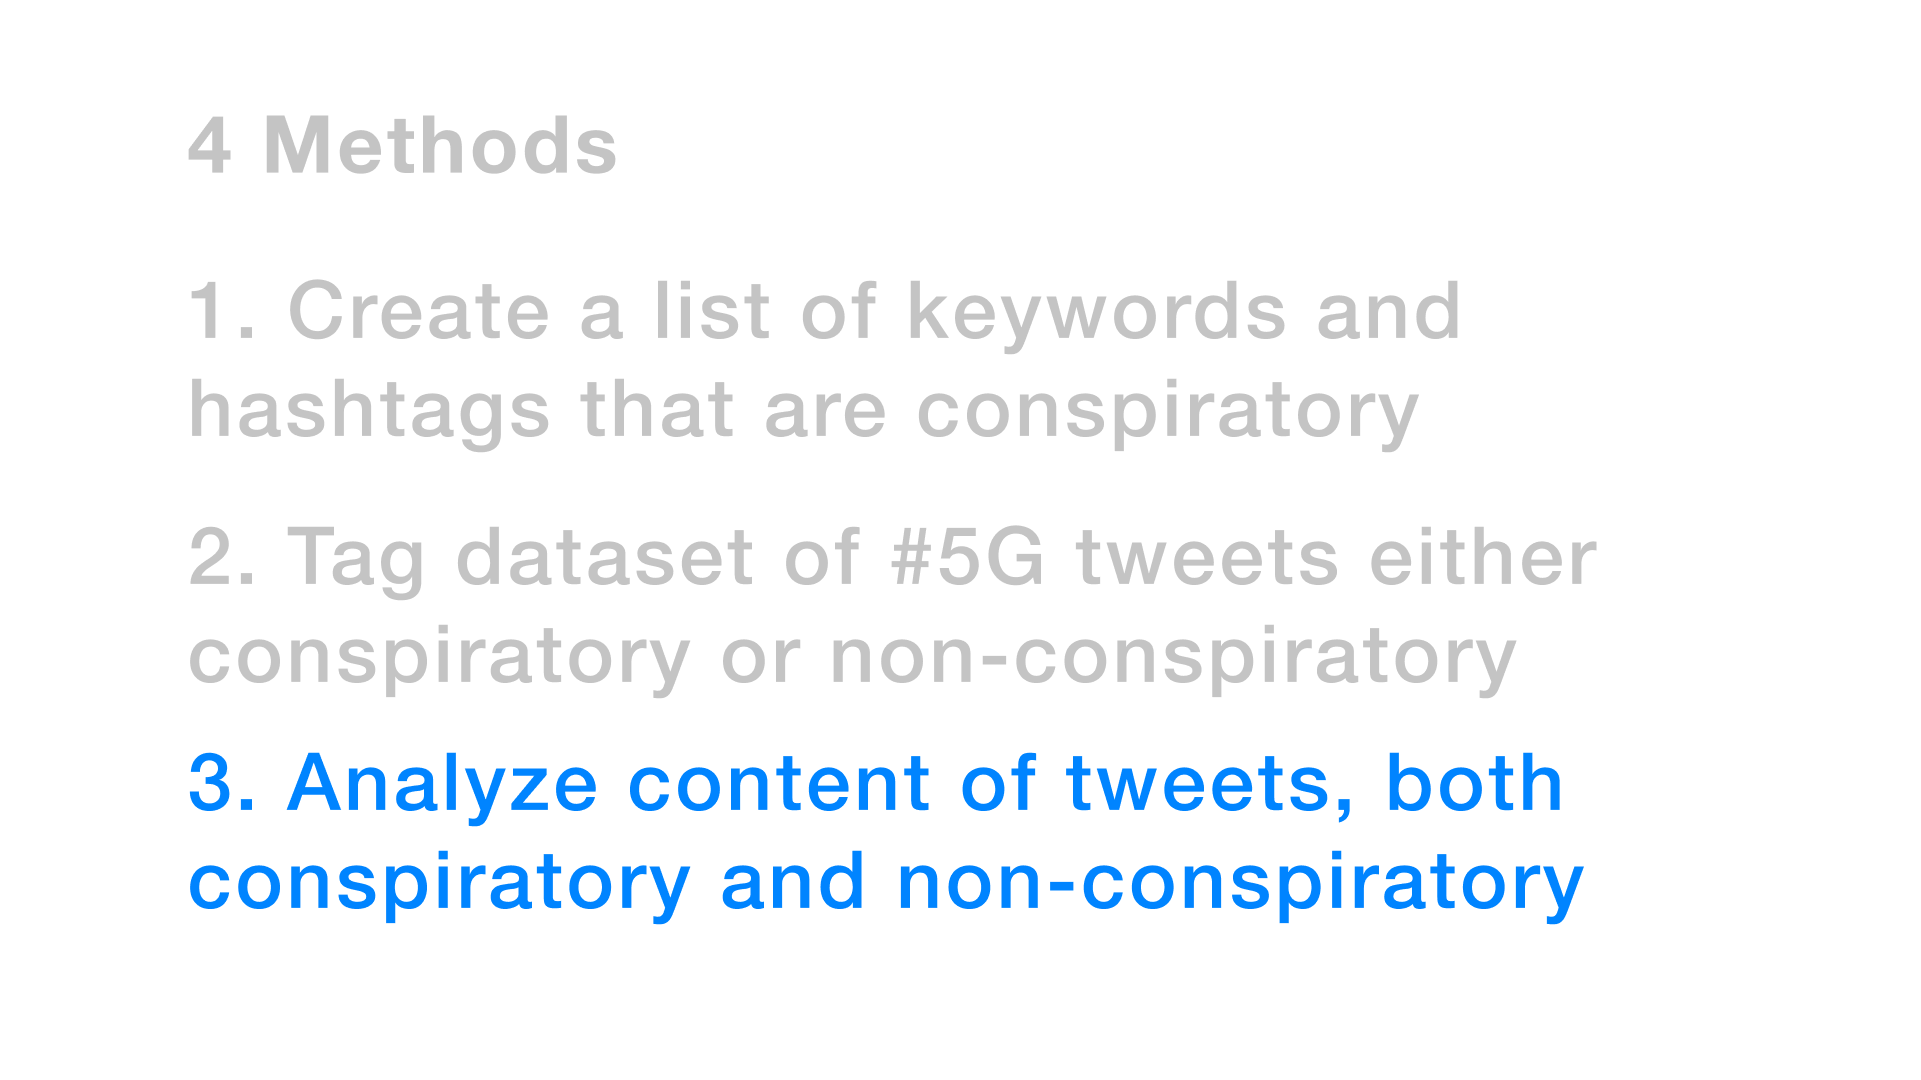 4 Methods
1. Create a list of keywords and
hashtags that are conspiratory
2. Tag dataset of #5G tweets either
conspiratory or non-conspiratory
3. Analyze content of tweets, both
conspiratory and non-conspiratory